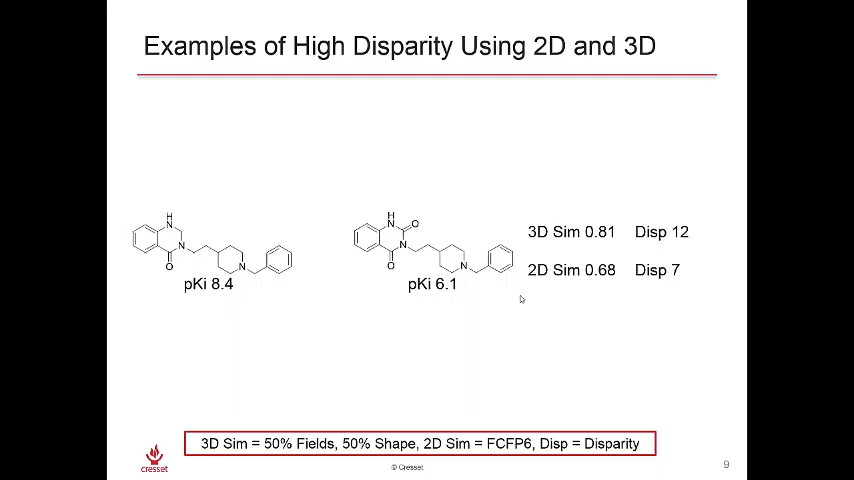 Examples of High Disparity Using 2D and 3D
H
N
N
O
N
pKi 8.4
H
N
O
N
O
N
pKi 6.1
3D Sim 0.81 Disp 12
2D Sim 0.68 Disp 7
3D Sim = 50% Fields, 50% Shape, 2D Sim = FCFP6, Disp = Disparity
cresset
© Cresset
9